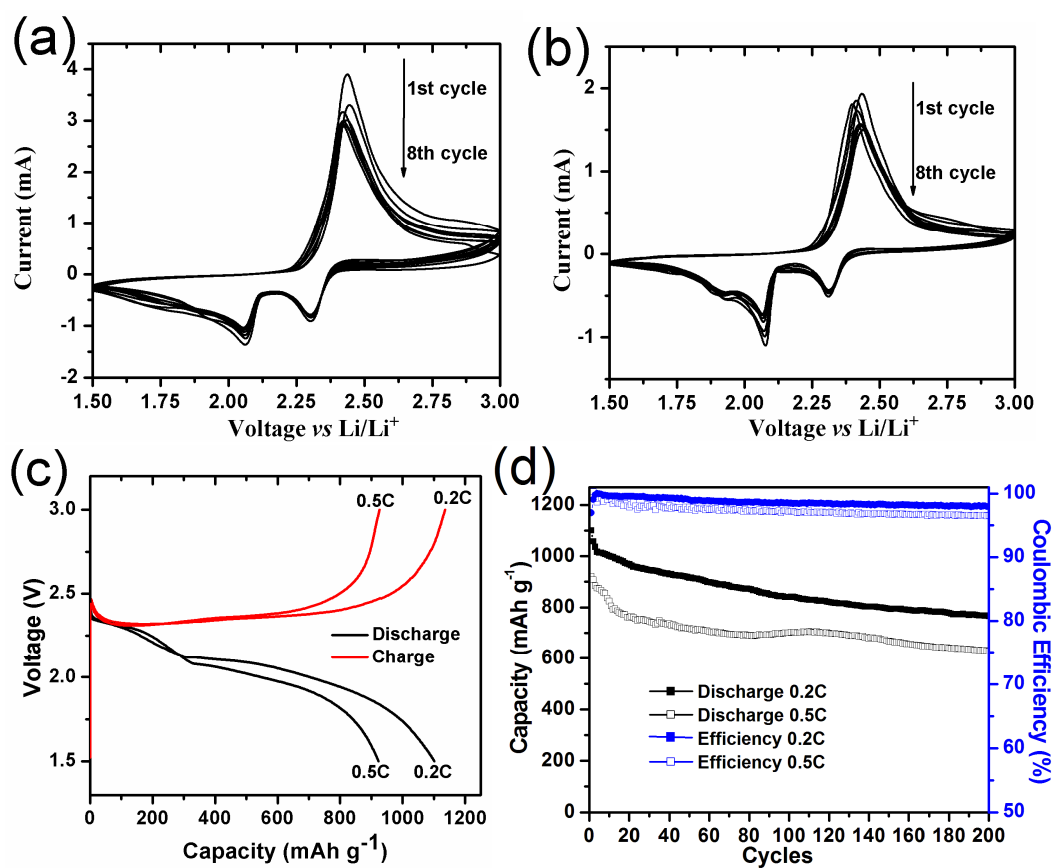 (a)
1st cycle
8th cycle
4
3
2
1
0
-1
-2
Current (mA)
1.50
1.75
2.00
2.25
2.50
2.75
3.00
Voltage vs Li/Li⁺
(b)
1st cycle
8th cycle
2
1
0
-1
Current (mA)
1.50
1.75
2.00
2.25
2.50
2.75
3.00
Voltage vs Li/Li⁺
(c)
0.5C
0.2C
3.0
2.5
2.0
1.5
Voltage (V)
Discharge
Charge
0.5C
0.2C
0
200
400
600
800
1000
1200
Capacity (mAh g⁻¹)
(d)
1200
1000
800
600
400
200
0
Capacity (mAh g⁻¹)
Discharge 0.2C
Discharge 0.5C
Efficiency 0.2C
Efficiency 0.5C
100
95
90
85
80
75
70
65
60
55
50
Coulombic Efficiency (%)
0
20
40
60
80
100
120
140
160
180
200
Cycles